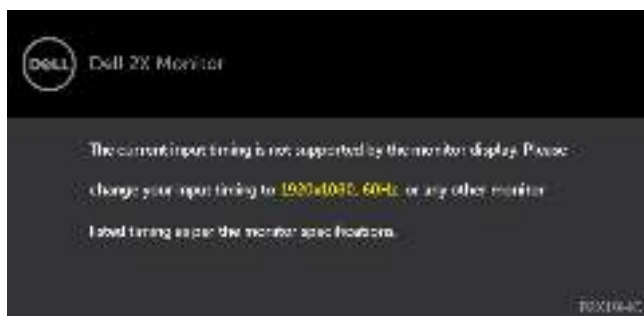 DELL
Dell 2X Monitor
The current input timing is not supported by the monitor display. Please
change your input timing to 1920x1080, 60Hz or any other monitor
listed timing as per the monitor specifications.